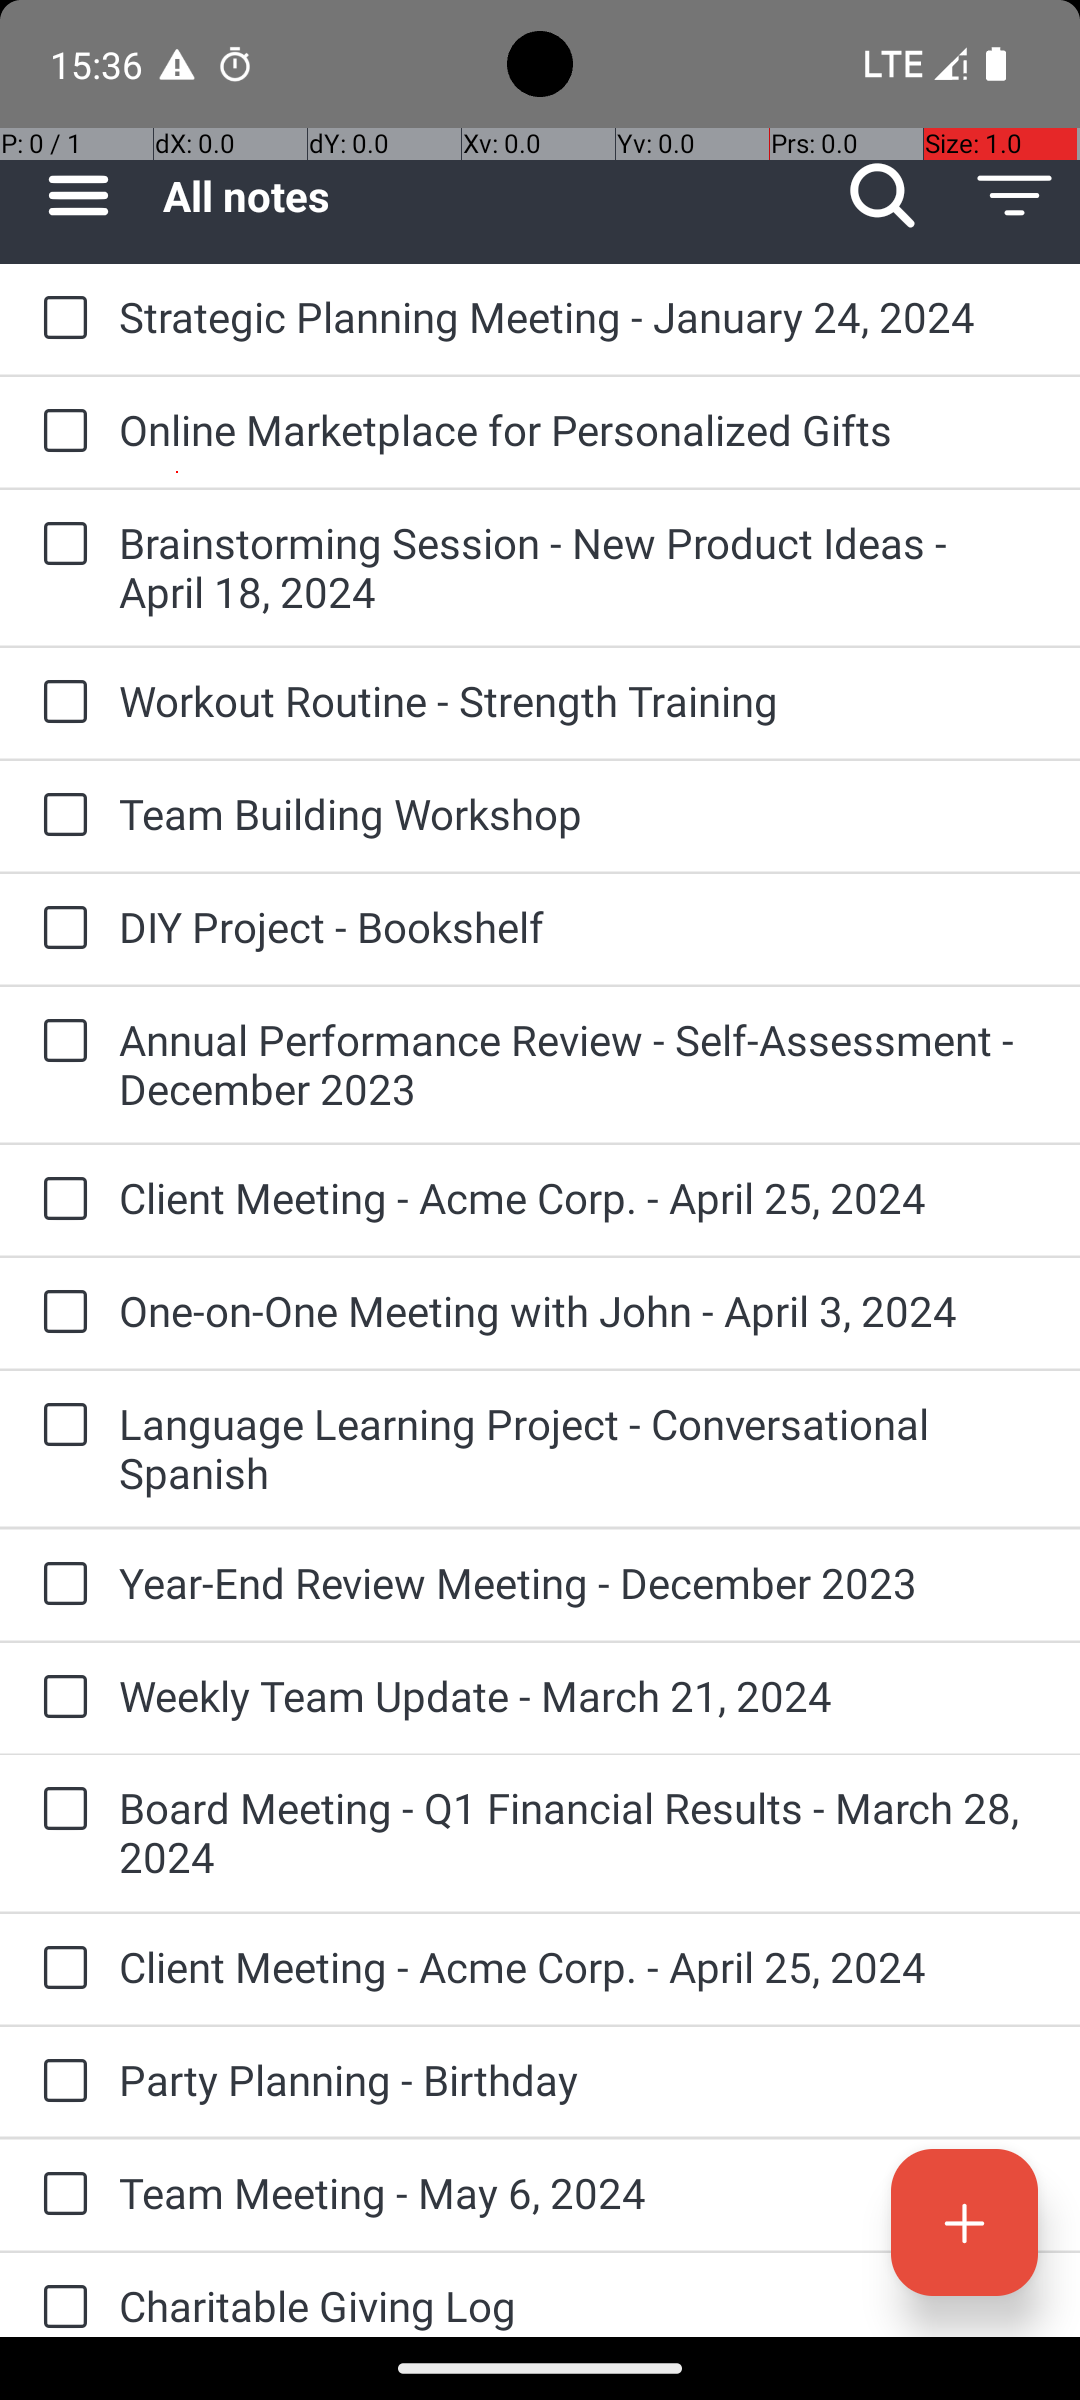 15:36
LTE
P: 0 / 1 dX: 0.0 dY: 0.0 Xv: 0.0 Yv: 0.0 Prs: 0.0 Size: 1.0
All notes
Strategic Planning Meeting - January 24, 2024
Online Marketplace for Personalized Gifts
Brainstorming Session - New Product Ideas -
April 18, 2024
Workout Routine - Strength Training
Team Building Workshop
DIY Project - Bookshelf
Annual Performance Review - Self-Assessment -
December 2023
Client Meeting - Acme Corp. - April 25, 2024
One-on-One Meeting with John - April 3, 2024
Language Learning Project - Conversational
Spanish
Year-End Review Meeting - December 2023
Weekly Team Update - March 21, 2024
Board Meeting - Q1 Financial Results - March 28,
2024
Client Meeting - Acme Corp. - April 25, 2024
Party Planning - Birthday
Team Meeting - May 6, 2024
Charitable Giving Log